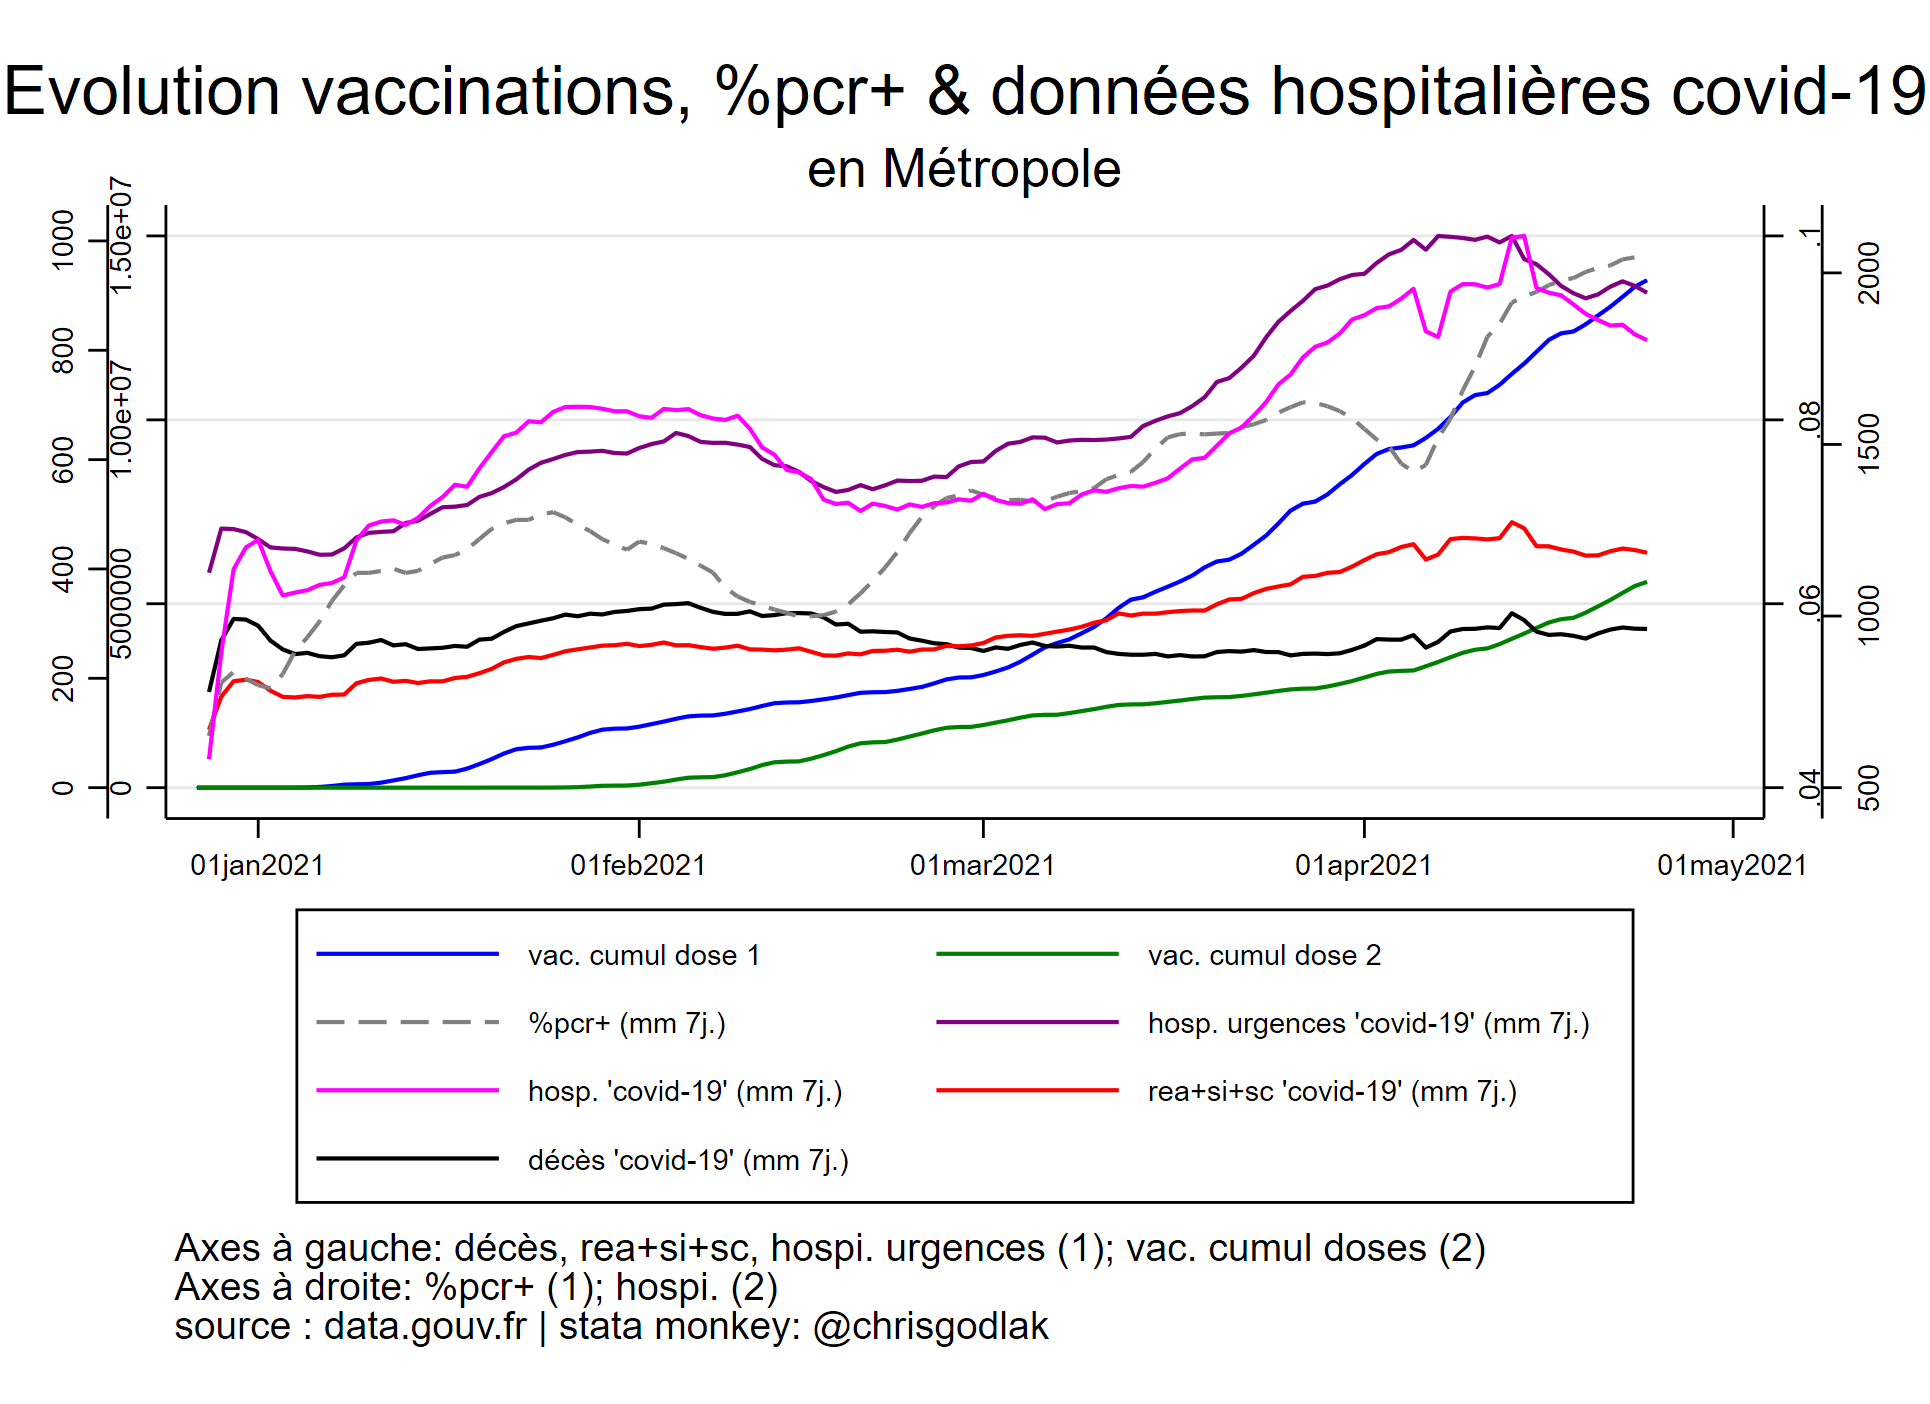 Evolution vaccinations, %pcr+ & données hospitalières covid-19
en Métropole
1000
800
600
400
200
0
1.50e+07
1.00e+07
5000000
0
.1
.08
.06
.04
2000
1500
1000
500
01jan2021
01feb2021
01mar2021
01apr2021
01may2021
vac. cumul dose 1
vac. cumul dose 2
%pcr+ (mm 7j.)
hosp. urgences 'covid-19' (mm 7j.)
hosp. 'covid-19' (mm 7j.)
rea+si+sc 'covid-19' (mm 7j.)
décès 'covid-19' (mm 7j.)
Axes à gauche: décès, rea+si+sc, hospi. urgences (1); vac. cumul doses (2)
Axes à droite: %pcr+ (1); hospi. (2)
source : data.gouv.fr | stata monkey: @chrisgodlak